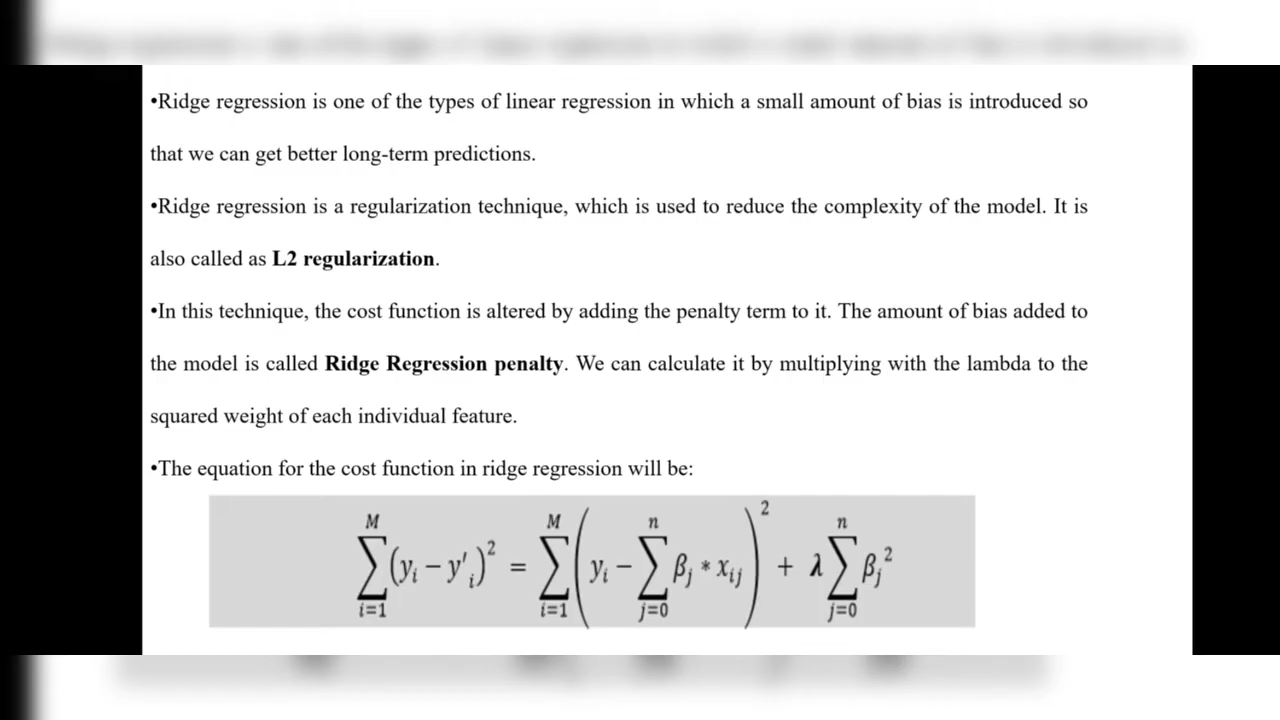 •Ridge regression is one of the types of linear regression in which a small amount of bias is introduced so
that we can get better long-term predictions.
•Ridge regression is a regularization technique, which is used to reduce the complexity of the model. It is
also called as L2 regularization.
•In this technique, the cost function is altered by adding the penalty term to it. The amount of bias added to
the model is called Ridge Regression penalty. We can calculate it by multiplying with the lambda to the
squared weight of each individual feature.
•The equation for the cost function in ridge regression will be:
∑_{i=1}^{M}(y_i − y'_i)^2 = ∑_{i=1}^{M}(y_i − ∑_{j=0}^{n} β_j * x_{ij})^2 + λ∑_{j=0}^{n} β_j^2